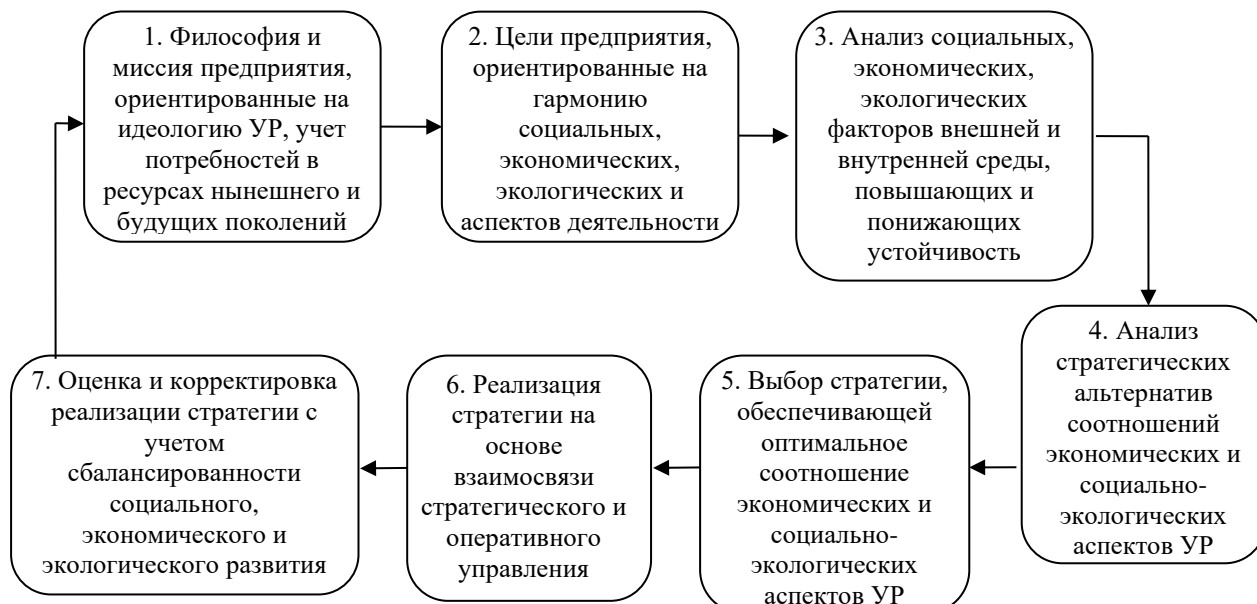 1. Философия и
миссия предприятия,
ориентированные на
идеологию УР, учет
потребностей в
ресурсах нынешнего и
будущих поколений
2. Цели предприятия,
ориентированные на
гармонию
социальных,
экономических,
экологических и
аспектов деятельности
3. Анализ социальных,
экономических,
экологических
факторов внешней и
внутренней среды,
повышающих и
понижающих
устойчивость
4. Анализ
стратегических
альтернатив
соотношений
экономических и
социально-
экологических
аспектов УР
5. Выбор стратегии,
обеспечивающей
оптимальное
соотношение
экономических и
социально-
экологических
аспектов УР
6. Реализация
стратегии на
основе
взаимосвязи
стратегического и
оперативного
управления
7. Оценка и корректировка
реализации стратегии с
учетом
сбалансированности
социального,
экономического и
экологического развития